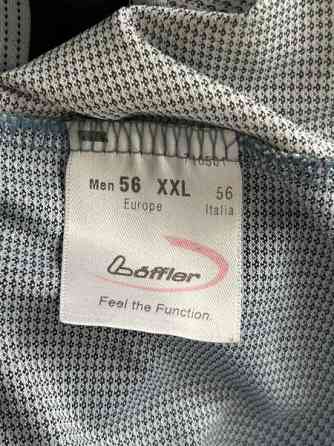 Men 56 XXL 56
Europe Italia
Löffler
Feel the Function.